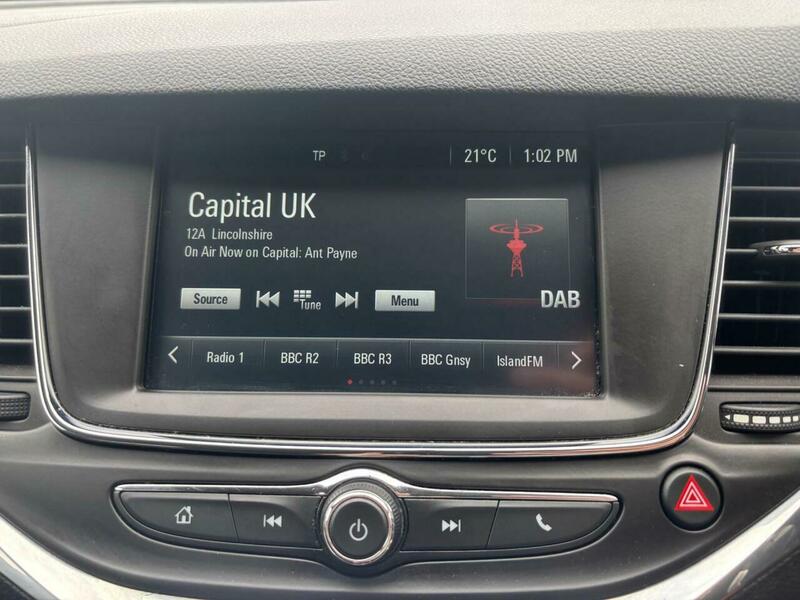 TP 21°C 1:02 PM
Capital UK
12A Lincolnshire
On Air Now on Capital: Ant Payne
Source Tune Menu
DAB
Radio 1 BBC R2 BBC R3 BBC Gnsy IslandFM